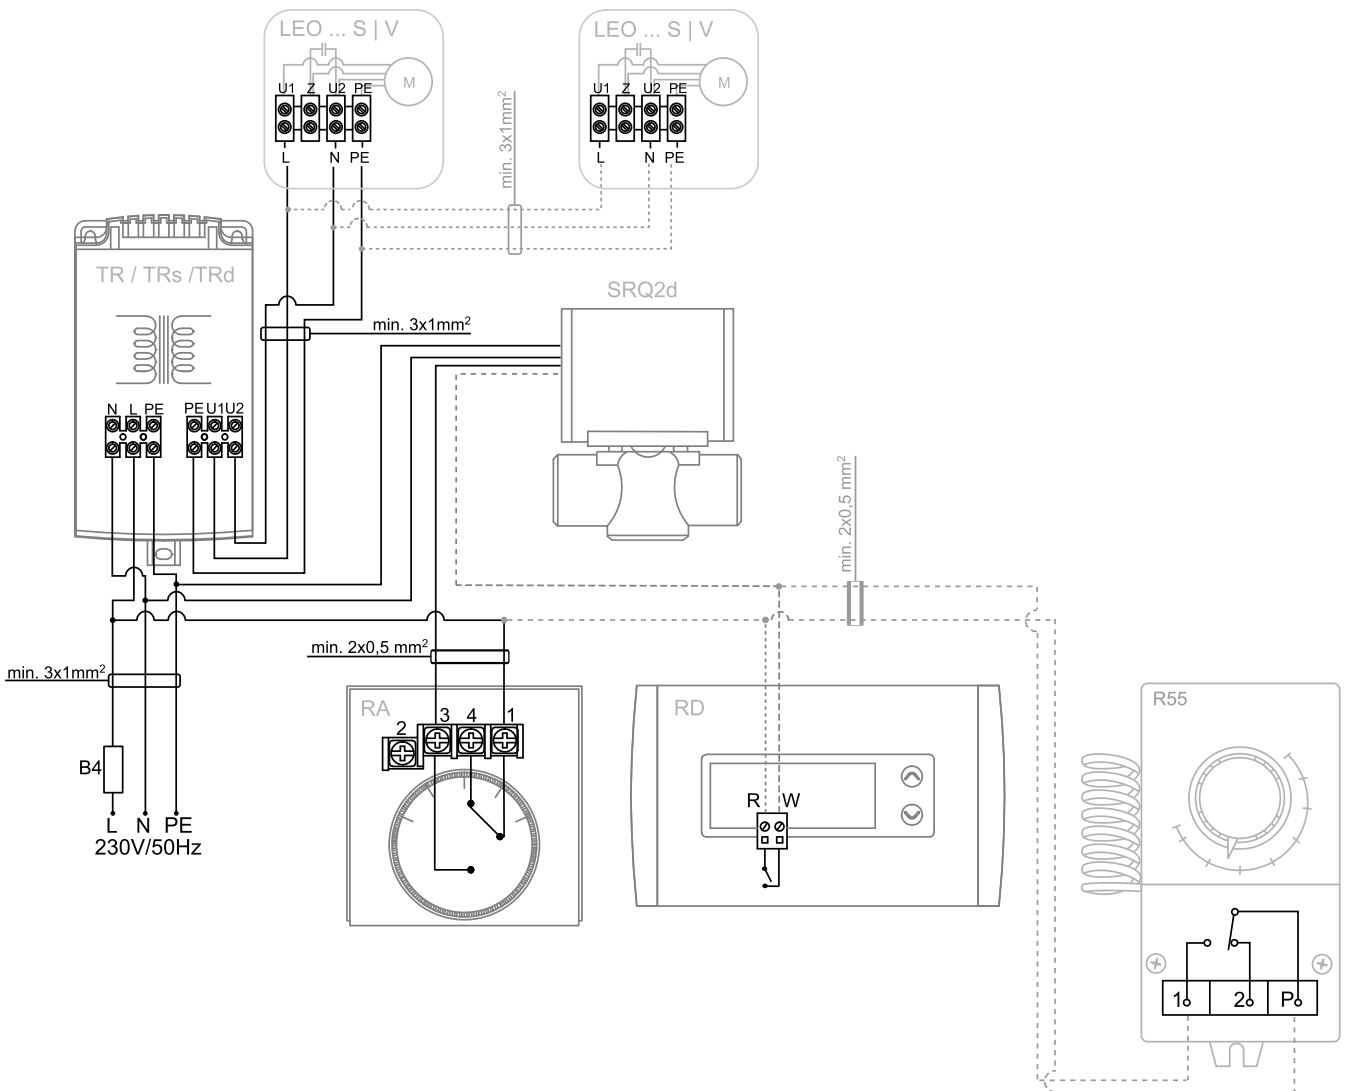 LEO ... S | V
M
U1 Z U2 PE
L N PE
min. 3x1mm²
LEO ... S | V
M
U1 Z U2 PE
L N PE
TR / TRs /TRd
N L PE
PE U1 U2
min. 3x1mm²
SRQ2d
min. 2x0,5 mm²
min. 2x0,5 mm²
min. 3x1mm²
B4
L N PE
230V/50Hz
RA
2 3 4 1
RD
R W
R55
1 2 P